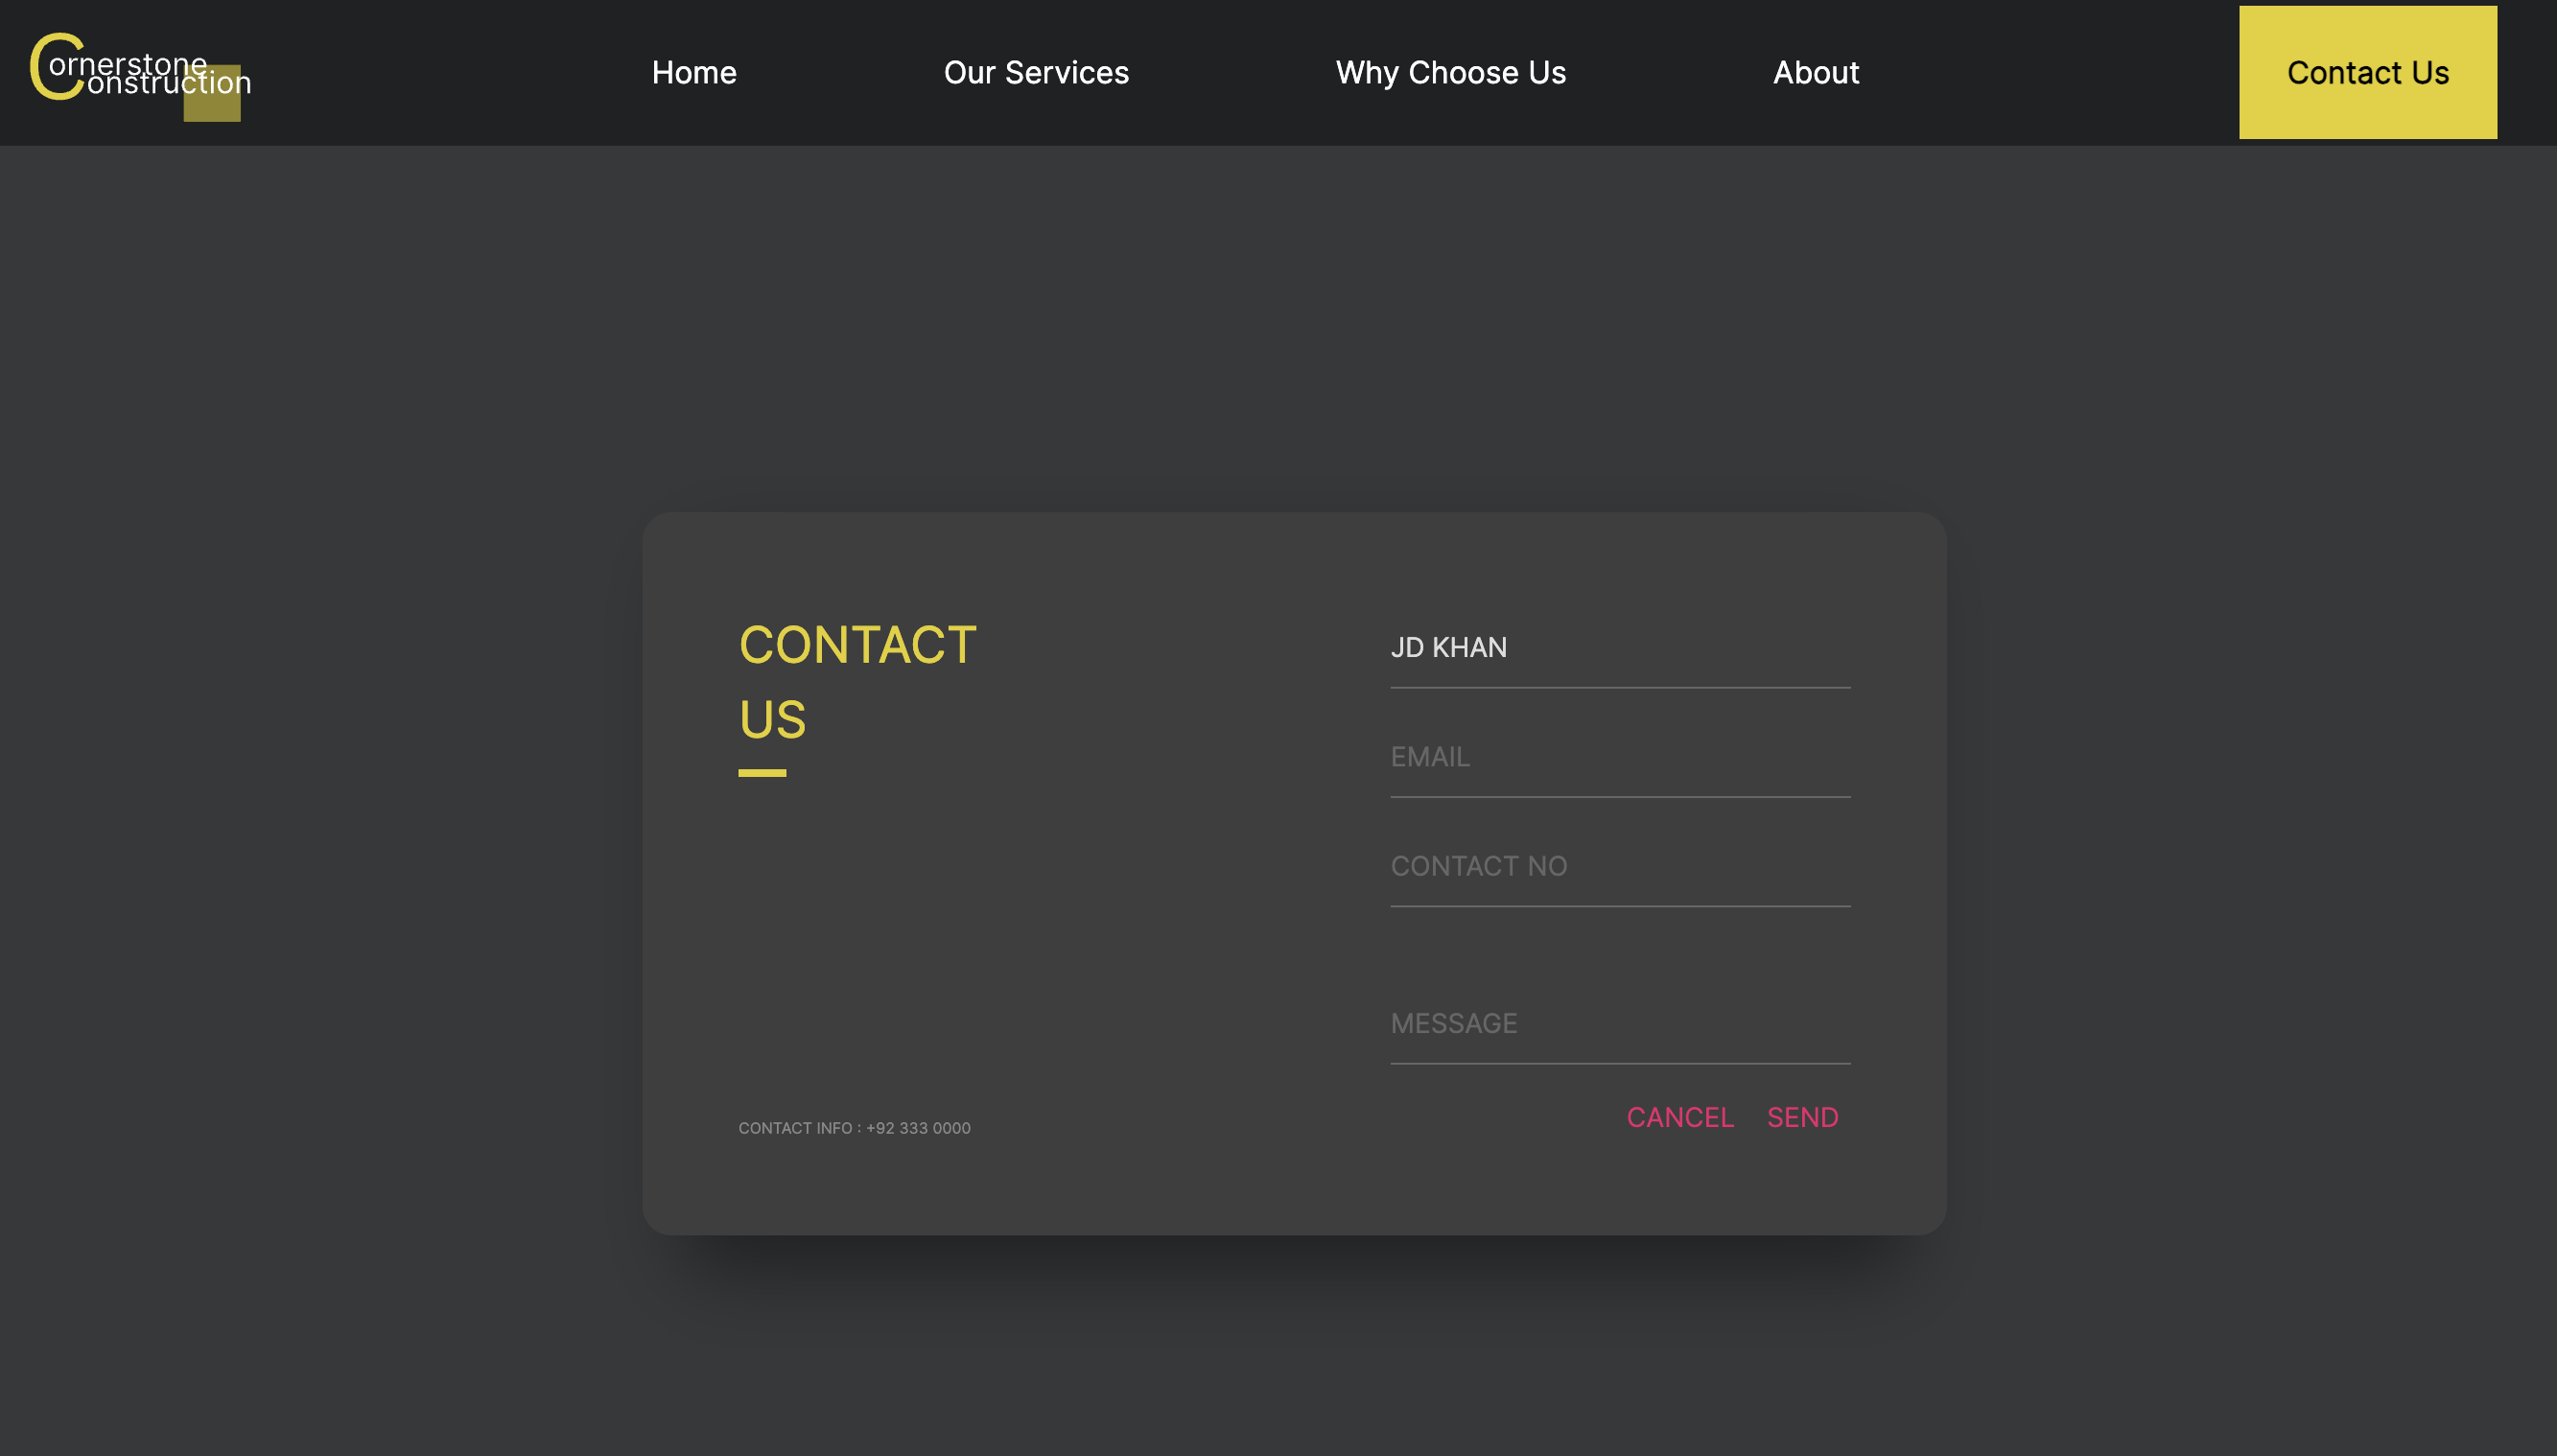 Cornerstone
Construction
Home
Our Services
Why Choose Us
About
Contact Us
CONTACT
US
JD KHAN
EMAIL
CONTACT NO
MESSAGE
CANCEL
SEND
CONTACT INFO : +92 333 0000